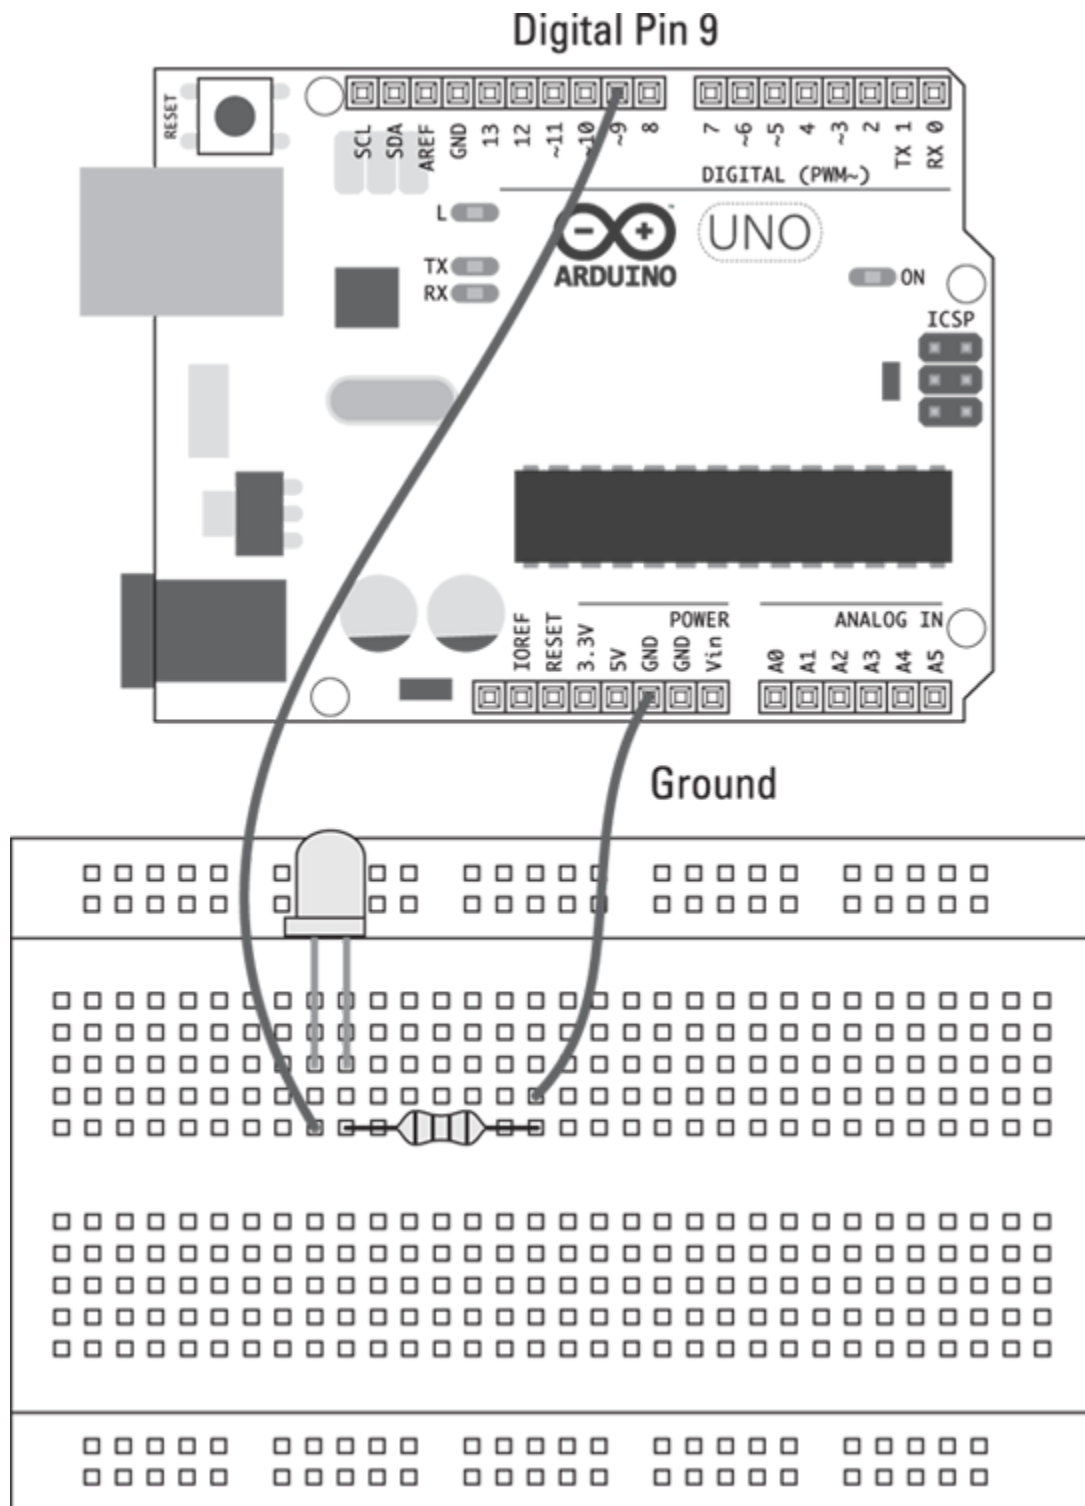 Digital Pin 9
RESET
SCL
SDA
AREF
GND
13
12
~11
~10
~9
8
7
~6
~5
4
~3
2
TX 1
RX 0
DIGITAL (PWM~)
L
TX
RX
ARDUINO
™
UNO
ON
ICSP
POWER
ANALOG IN
IOREF
RESET
3.3V
5V
GND
GND
Vin
A0
A1
A2
A3
A4
A5
Ground